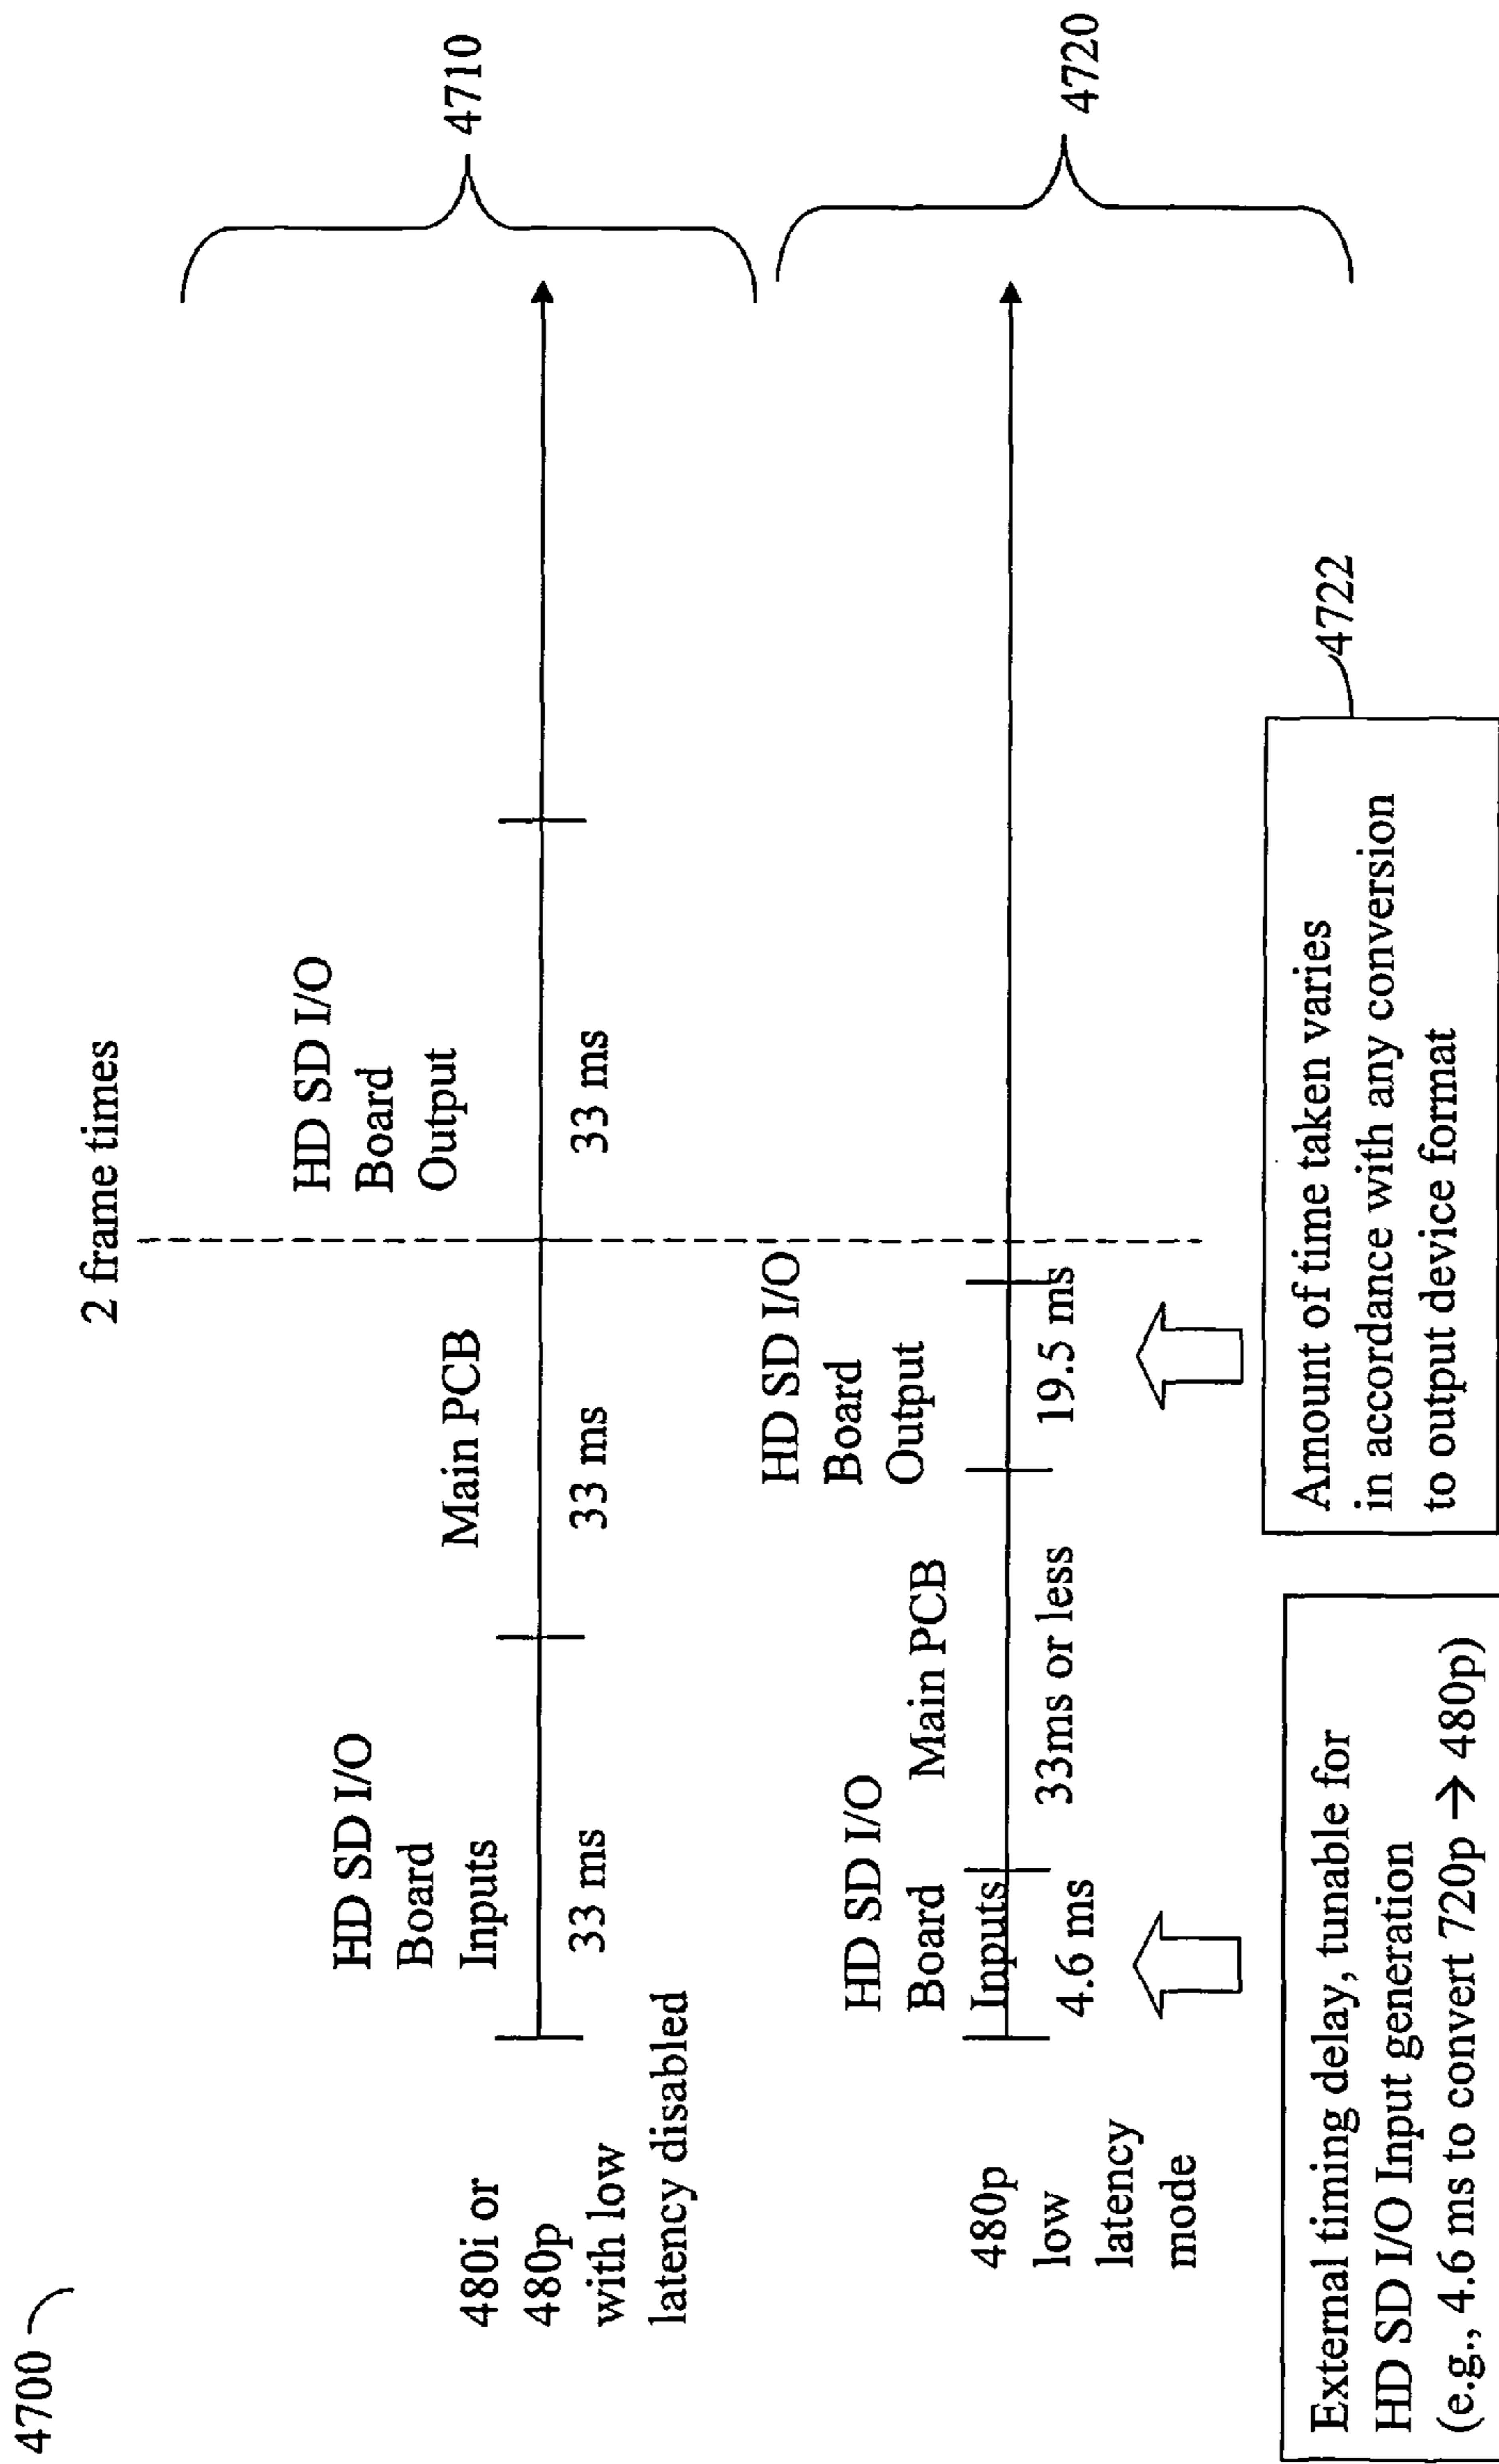 4700
2 frame times
480i or
480p
with low
latency disabled
HD SD I/O
Board
Inputs
33 ms
Main PCB
33 ms
HD SD I/O
Board
Output
33 ms
4710
480p
low
latency
mode
HD SD I/O
Board
Inputs
4.6 ms
Main PCB
33ms or less
HD SD I/O
Board
Output
19.5 ms
4720
External timing delay, tunable for
HD SD I/O Input generation
(e.g., 4.6 ms to convert 720p → 480p)
Amount of time taken varies
in accordance with any conversion
to output device format
4722